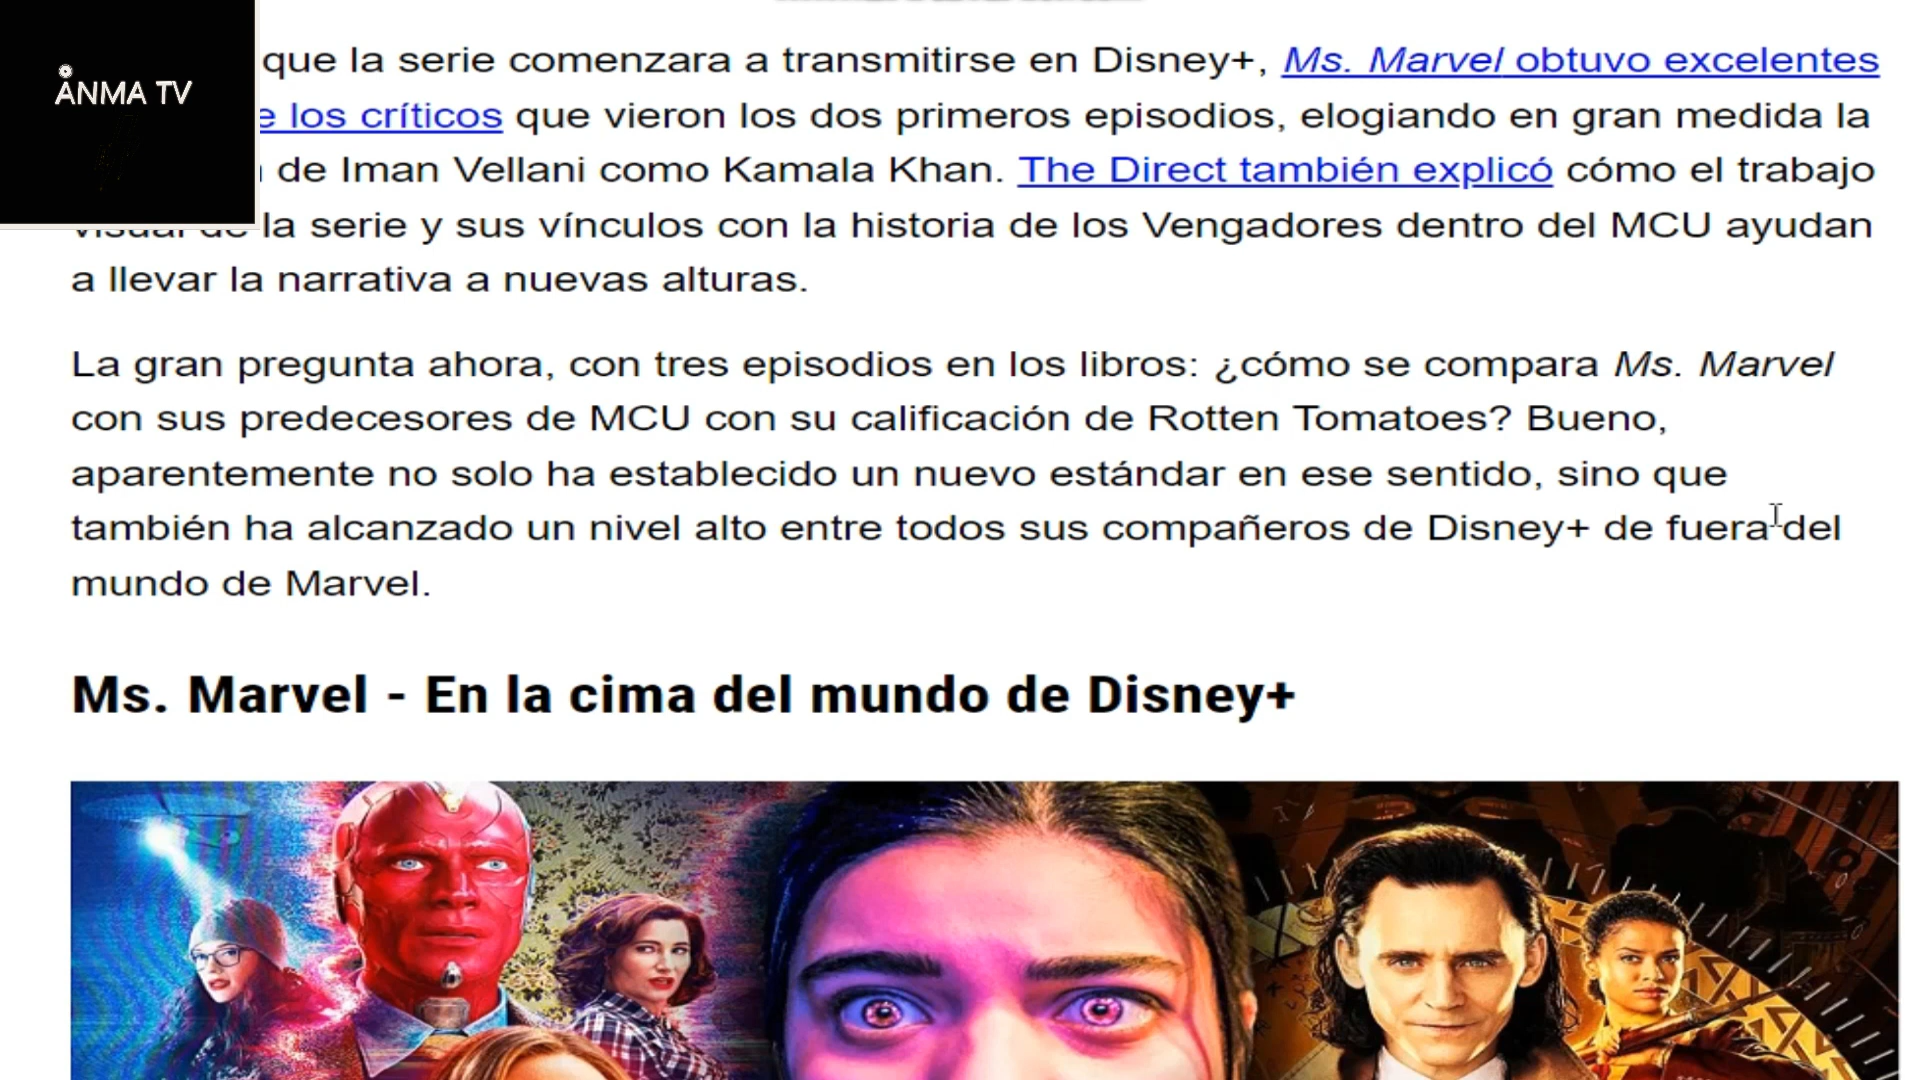 ANMA TV
que la serie comenzara a transmitirse en Disney+, Ms. Marvel obtuvo excelentes
e los críticos que vieron los dos primeros episodios, elogiando en gran medida la
de Iman Vellani como Kamala Khan. The Direct también explicó cómo el trabajo
visual de la serie y sus vínculos con la historia de los Vengadores dentro del MCU ayudan
a llevar la narrativa a nuevas alturas.
La gran pregunta ahora, con tres episodios en los libros: ¿cómo se compara Ms. Marvel
con sus predecesores de MCU con su calificación de Rotten Tomatoes? Bueno,
aparentemente no solo ha establecido un nuevo estándar en ese sentido, sino que
también ha alcanzado un nivel alto entre todos sus compañeros de Disney+ de fuera del
mundo de Marvel.
Ms. Marvel - En la cima del mundo de Disney+